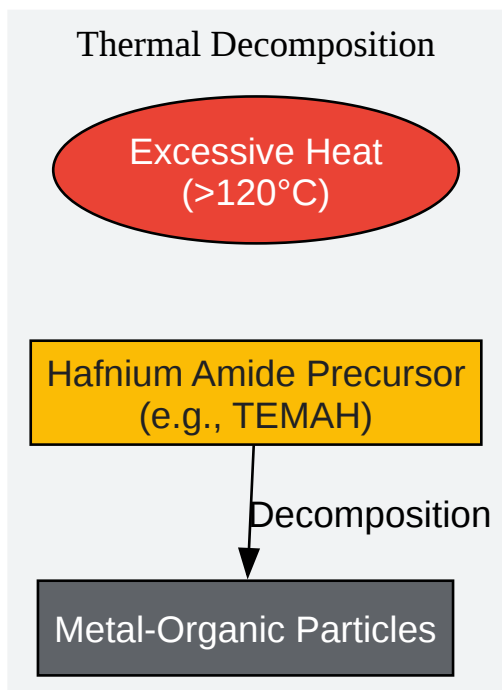 Thermal Decomposition
Excessive Heat
(>120°C)
Hafnium Amide Precursor
(e.g., TEMAH)
Decomposition
Metal-Organic Particles